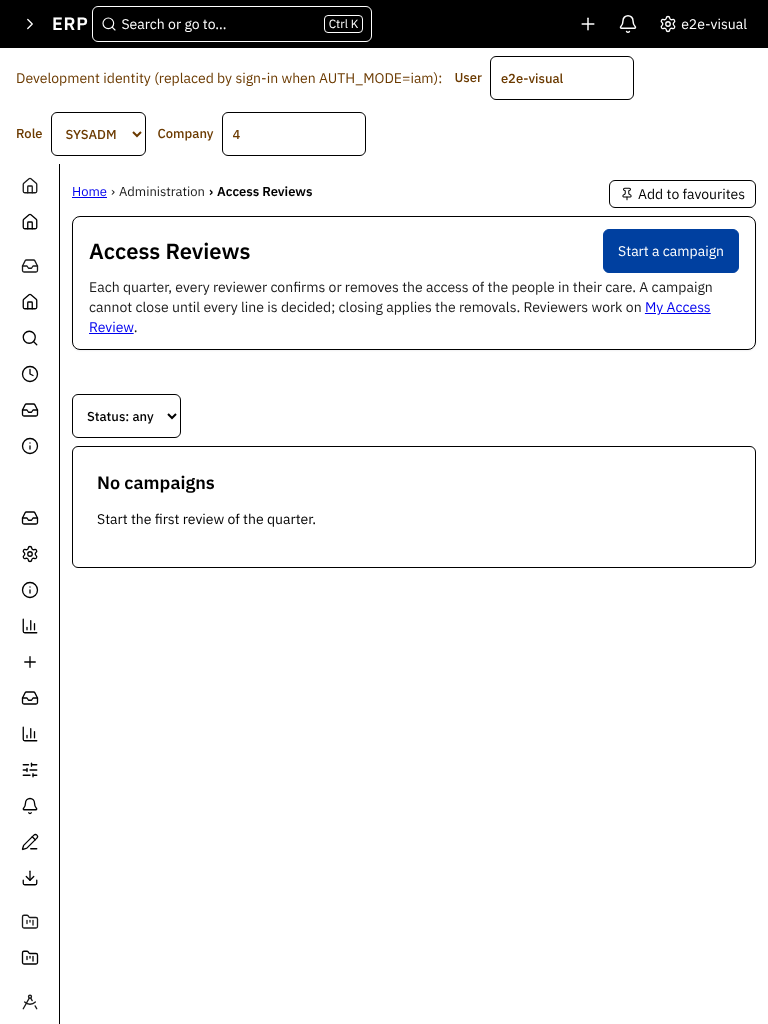 ERP
Search or go to...
Ctrl K
e2e-visual
Development identity (replaced by sign-in when AUTH_MODE=iam): User e2e-visual
Role SYSADM Company 4
Home › Administration › Access Reviews
Add to favourites
Access Reviews
Start a campaign
Each quarter, every reviewer confirms or removes the access of the people in their care. A campaign
cannot close until every line is decided; closing applies the removals. Reviewers work on My Access
Review.
Status: any
No campaigns
Start the first review of the quarter.